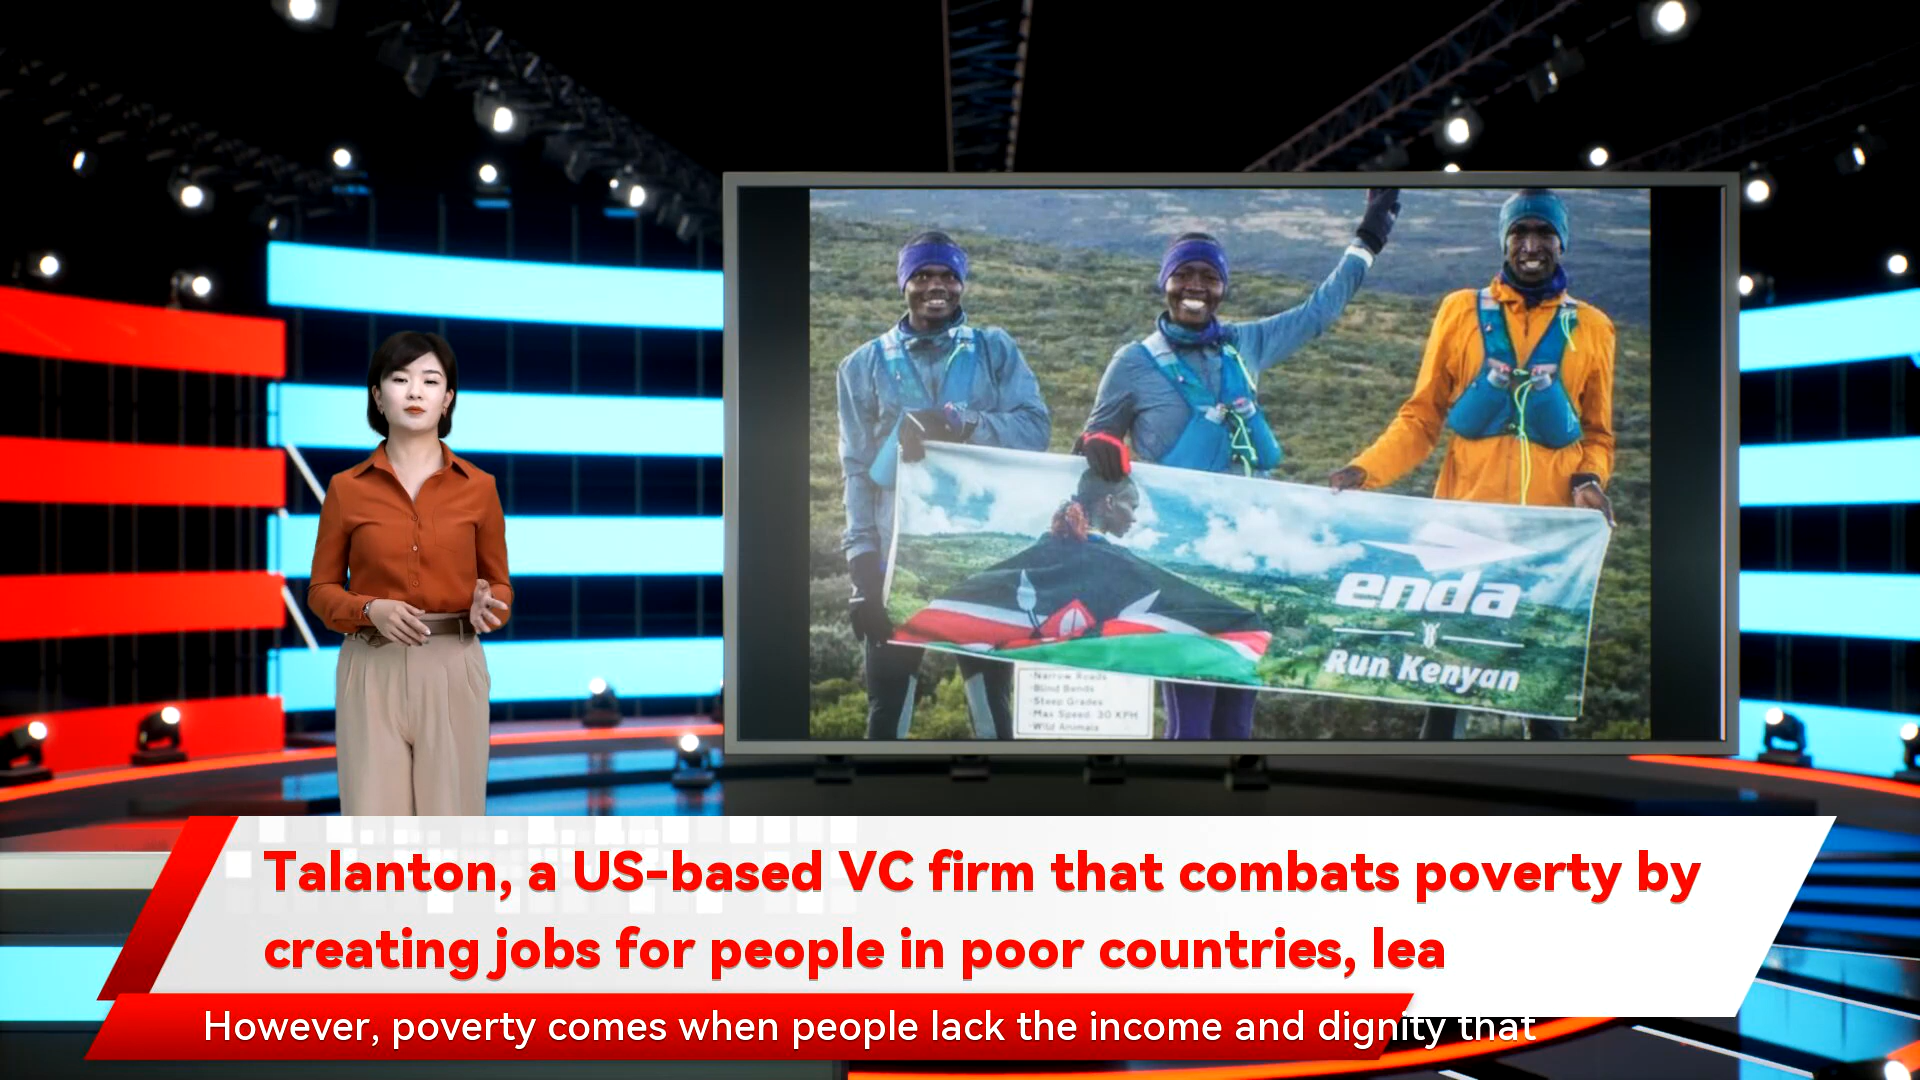 enda
Run Kenyan
Narrow Roads
Blind Bends
Steep Grades
Max Speed 30 KPH
Wild Animals
Talanton, a US-based VC firm that combats poverty by
creating jobs for people in poor countries, lea
However, poverty comes when people lack the income and dignity that